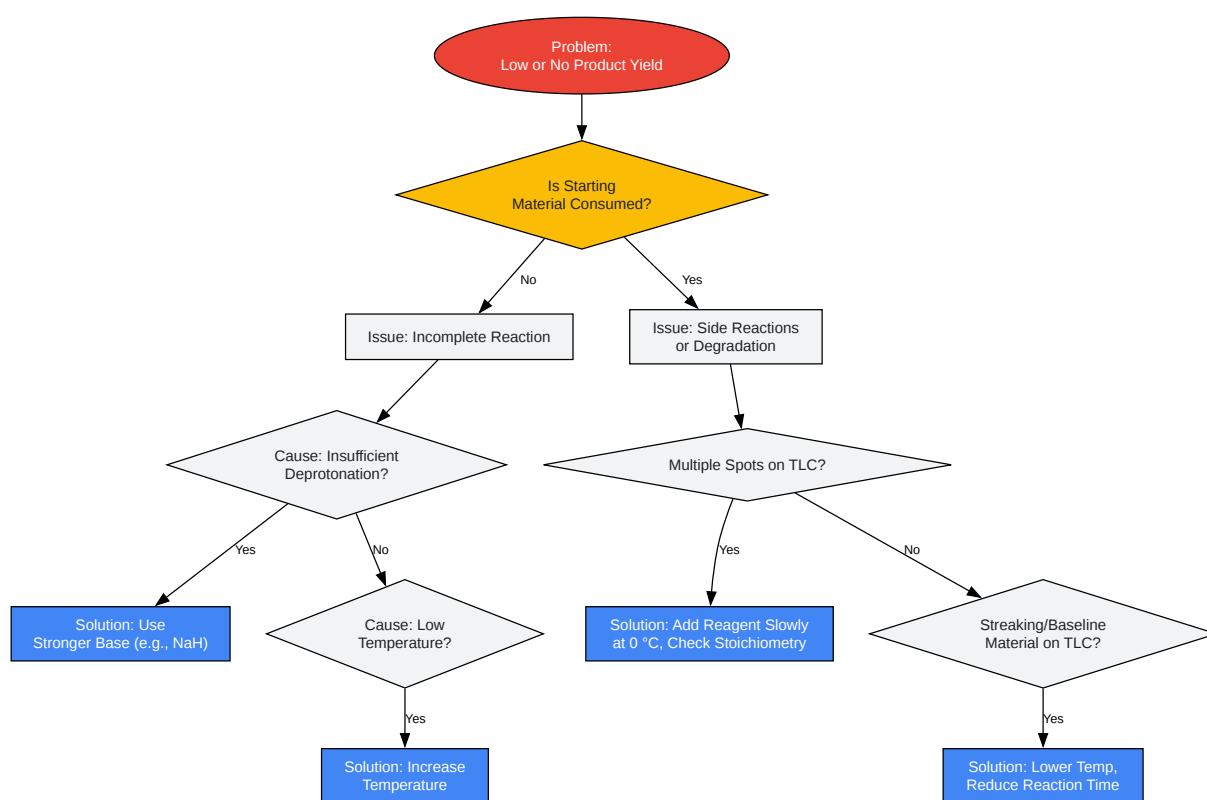 Problem:
Low or No Product Yield
Is Starting
Material Consumed?
No
Yes
Issue: Incomplete Reaction
Issue: Side Reactions
or Degradation
Cause: Insufficient
Deprotonation?
Multiple Spots on TLC?
Yes
No
Yes
No
Solution: Use
Stronger Base (e.g., NaH)
Cause: Low
Temperature?
Solution: Add Reagent Slowly
at 0 °C, Check Stoichiometry
Streaking/Baseline
Material on TLC?
Yes
Yes
Solution: Increase
Temperature
Solution: Lower Temp,
Reduce Reaction Time